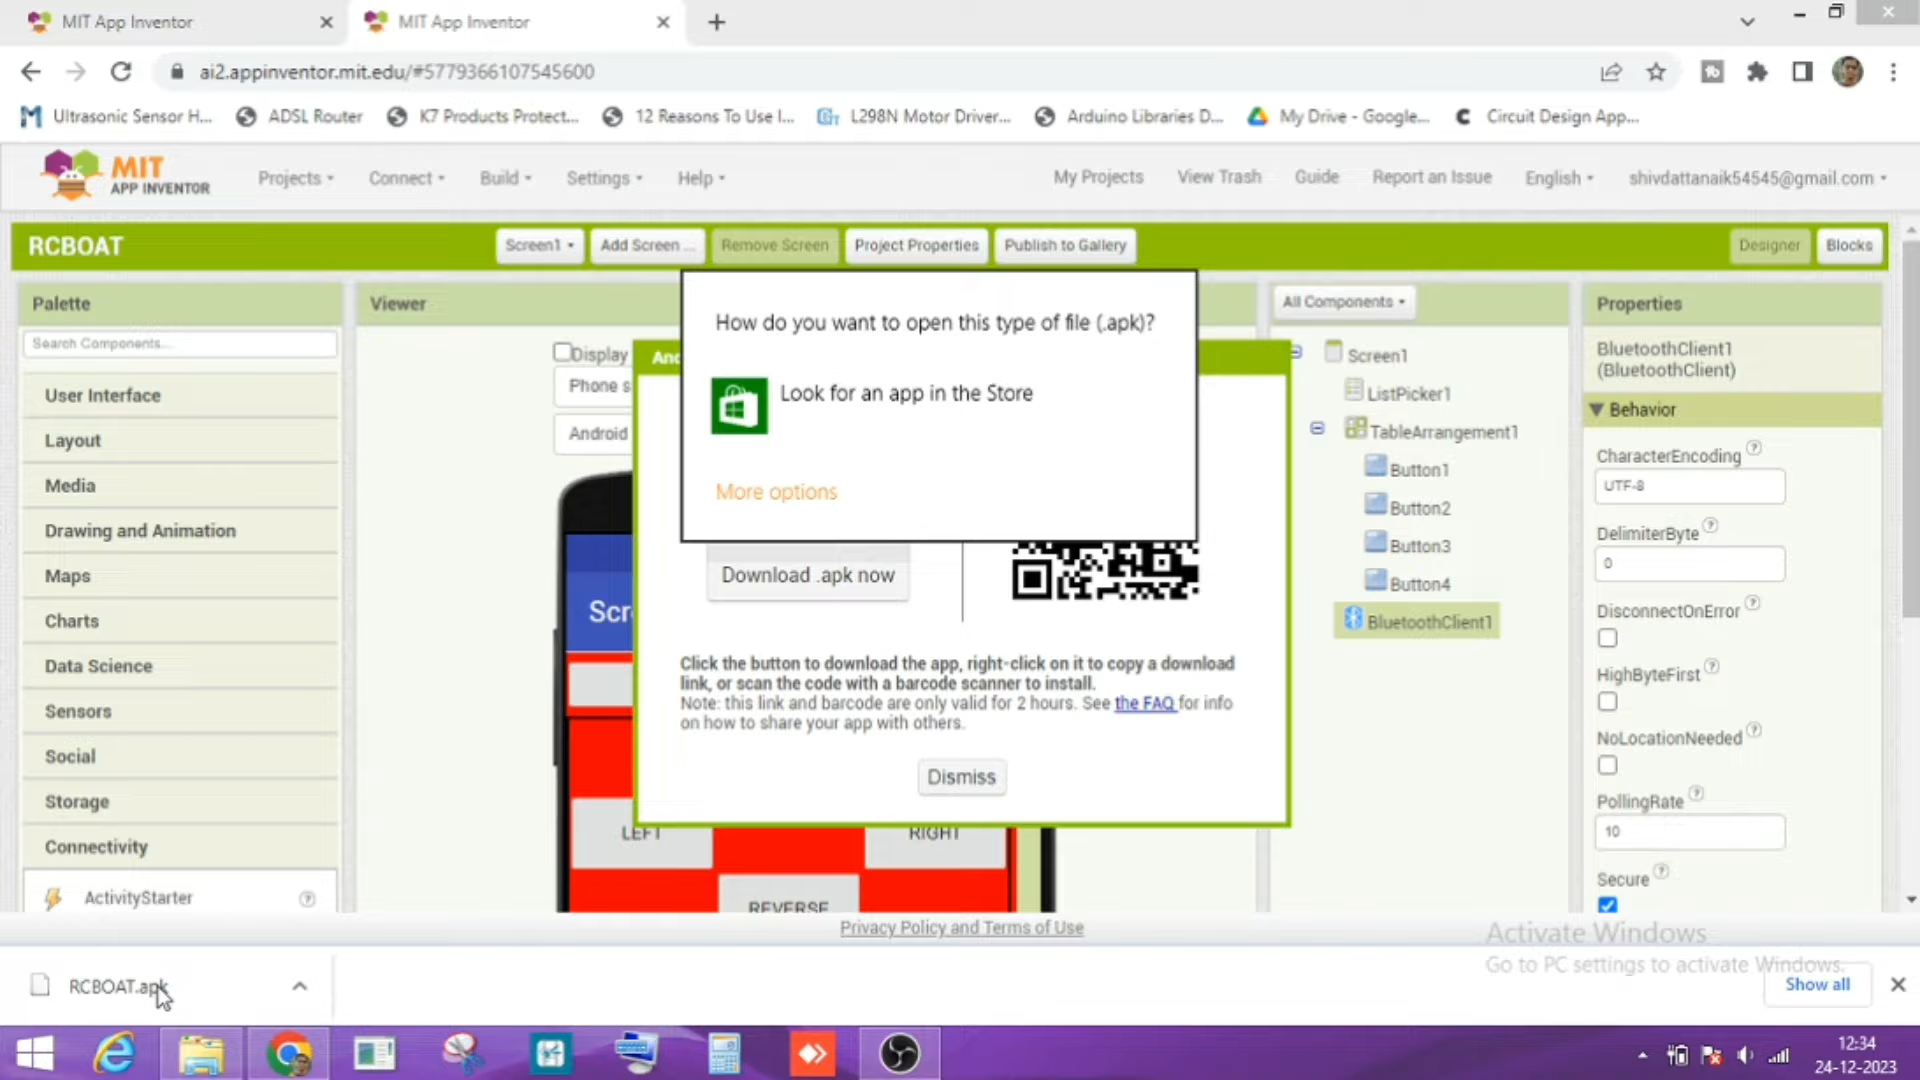 MIT App Inventor
MIT App Inventor
ai2.appinventor.mit.edu/#5779366107545600
Ultrasonic Sensor H...
ADSL Router
K7 Products Protect...
12 Reasons To Use I...
L298N Motor Driver...
Arduino Libraries D...
My Drive - Google...
Circuit Design App...
MIT
APP INVENTOR
Projects
Connect
Build
Settings
Help
My Projects
View Trash
Guide
Report an Issue
English
shivdattanaik54545@gmail.com
RCBOAT
Screen1
Add Screen ...
Remove Screen
Project Properties
Publish to Gallery
Designer
Blocks
Palette
Search Components...
User Interface
Layout
Media
Drawing and Animation
Maps
Charts
Data Science
Sensors
Social
Storage
Connectivity
ActivityStarter
Viewer
Display
Phone s
Android
Scr
LEFT
RIGHT
REVERSE
And
How do you want to open this type of file (.apk)?
Look for an app in the Store
More options
Download .apk now
Click the button to download the app, right-click on it to copy a download
link, or scan the code with a barcode scanner to install.
Note: this link and barcode are only valid for 2 hours. See the FAQ for info
on how to share your app with others.
Dismiss
All Components
Screen1
ListPicker1
TableArrangement1
Button1
Button2
Button3
Button4
BluetoothClient1
Properties
BluetoothClient1
(BluetoothClient)
Behavior
CharacterEncoding
UTF-8
DelimiterByte
0
DisconnectOnError
HighByteFirst
NoLocationNeeded
PollingRate
10
Secure
Privacy Policy and Terms of Use
Activate Windows
Go to PC settings to activate Windows.
RCBOAT.apk
Show all
12:34
24-12-2023